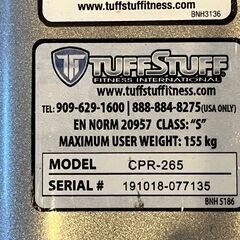 www.tuffstufffitness.com
BNH3136
TUFFSTUFF
FITNESS INTERNATIONAL
www.tuffstufffitness.com
TEL: 909-629-1600 | 888-884-8275 (USA ONLY)
EN NORM 20957 CLASS: "S"
MAXIMUM USER WEIGHT: 155 kg
MODEL CPR-265
SERIAL # 191018-077135
BNH 5186